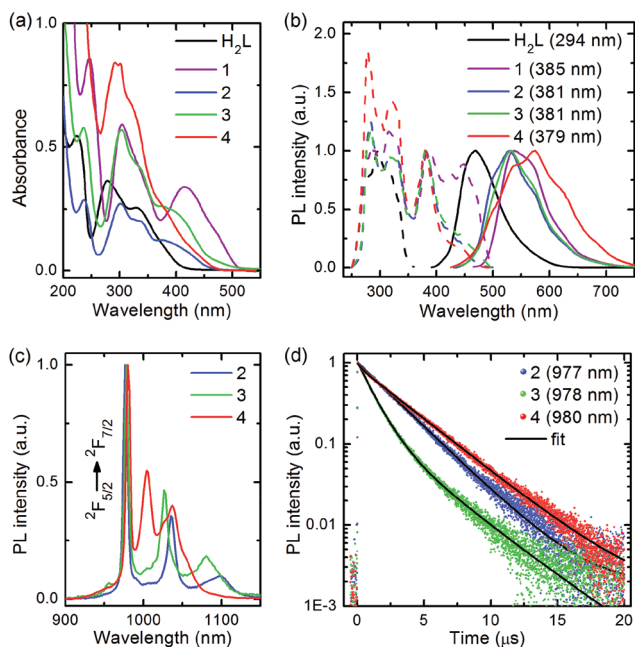 (a)
1.0
0.5
0.0
Absorbance
H2L
1
2
3
4
200 300 400 500
Wavelength (nm)
(b)
2.0
1.5
1.0
0.5
0.0
PL intensity (a.u.)
H2L (294 nm)
1 (385 nm)
2 (381 nm)
3 (381 nm)
4 (379 nm)
300 400 500 600 700
Wavelength (nm)
(c)
1.0
0.5
0.0
PL intensity (a.u.)
2F5/2 → 2F7/2
2
3
4
900 1000 1100
Wavelength (nm)
(d)
1
0.1
0.01
1E-3
PL intensity (a.u.)
2 (977 nm)
3 (978 nm)
4 (980 nm)
fit
0 5 10 15 20
Time (μs)